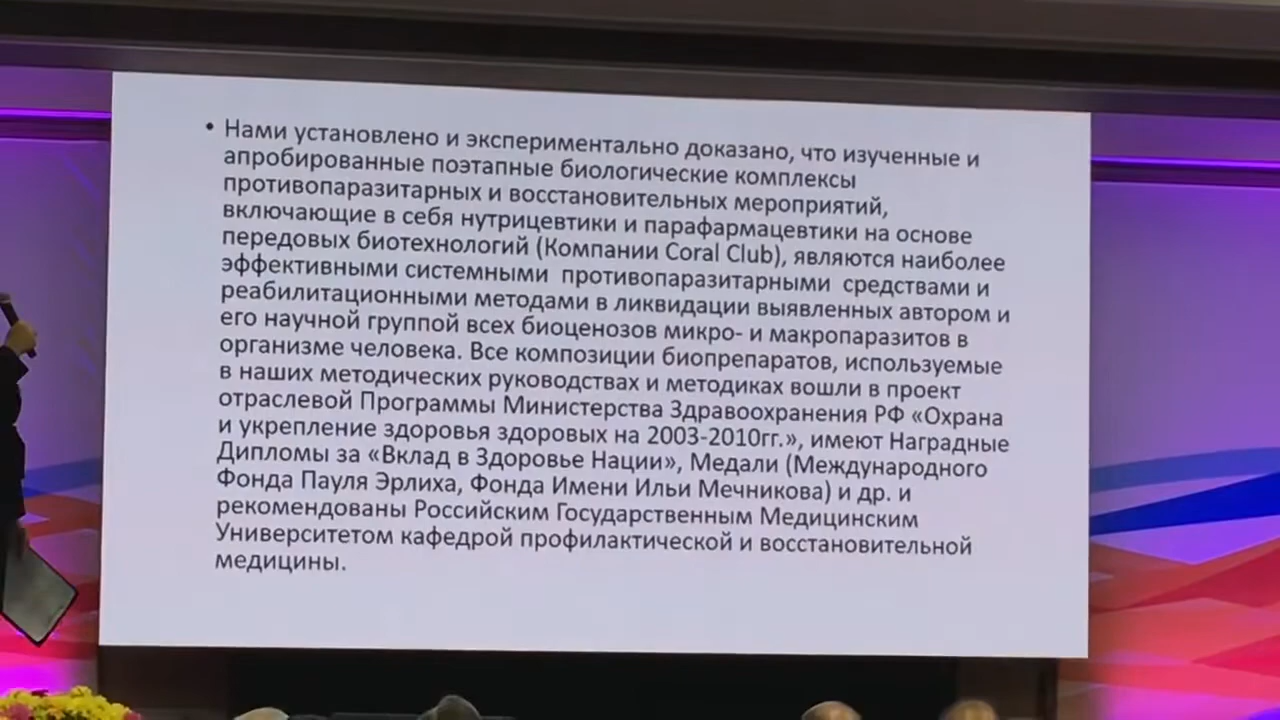 • Нами установлено и экспериментально доказано, что изученные и
апробированные поэтапные биологические комплексы
противопаразитарных и восстановительных мероприятий,
включающие в себя нутрицевтики и парафармацевтики на основе
передовых биотехнологий (Компании Coral Club), являются наиболее
эффективными системными противопаразитарными средствами и
реабилитационными методами в ликвидации выявленных автором и
его научной группой всех биоценозов микро- и макропаразитов в
организме человека. Все композиции биопрепаратов, используемые
в наших методических руководствах и методиках вошли в проект
отраслевой Программы Министерства Здравоохранения РФ «Охрана
и укрепление здоровья здоровых на 2003-2010гг.», имеют Наградные
Дипломы за «Вклад в Здоровье Нации», Медали (Международного
Фонда Пауля Эрлиха, Фонда Имени Ильи Мечникова) и др. и
рекомендованы Российским Государственным Медицинским
Университетом кафедрой профилактической и восстановительной
медицины.